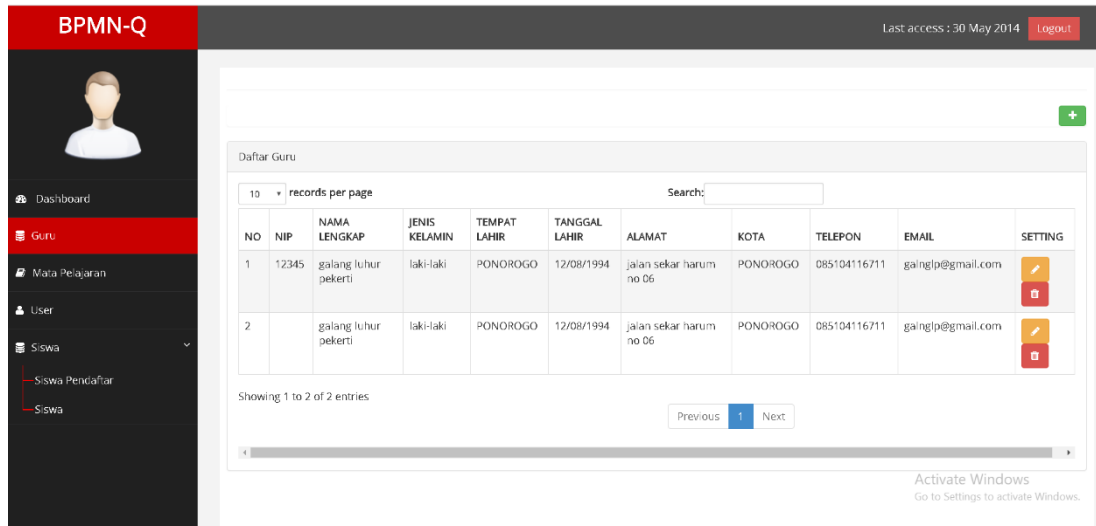 BPMN-Q
Last access : 30 May 2014 Logout
Dashboard
Guru
Mata Pelajaran
User
Siswa
Siswa Pendaftar
Siswa
Daftar Guru
10 records per page Search:
NO NIP NAMA LENGKAP JENIS KELAMIN TEMPAT LAHIR TANGGAL LAHIR ALAMAT KOTA TELEPON EMAIL SETTING
1 12345 galang luhur pekerti laki-laki PONOROGO 12/08/1994 jalan sekar harum no 06 PONOROGO 085104116711 galnglp@gmail.com
2 galang luhur pekerti laki-laki PONOROGO 12/08/1994 jalan sekar harum no 06 PONOROGO 085104116711 galnglp@gmail.com
Showing 1 to 2 of 2 entries
Previous 1 Next
Activate Windows
Go to Settings to activate Windows.